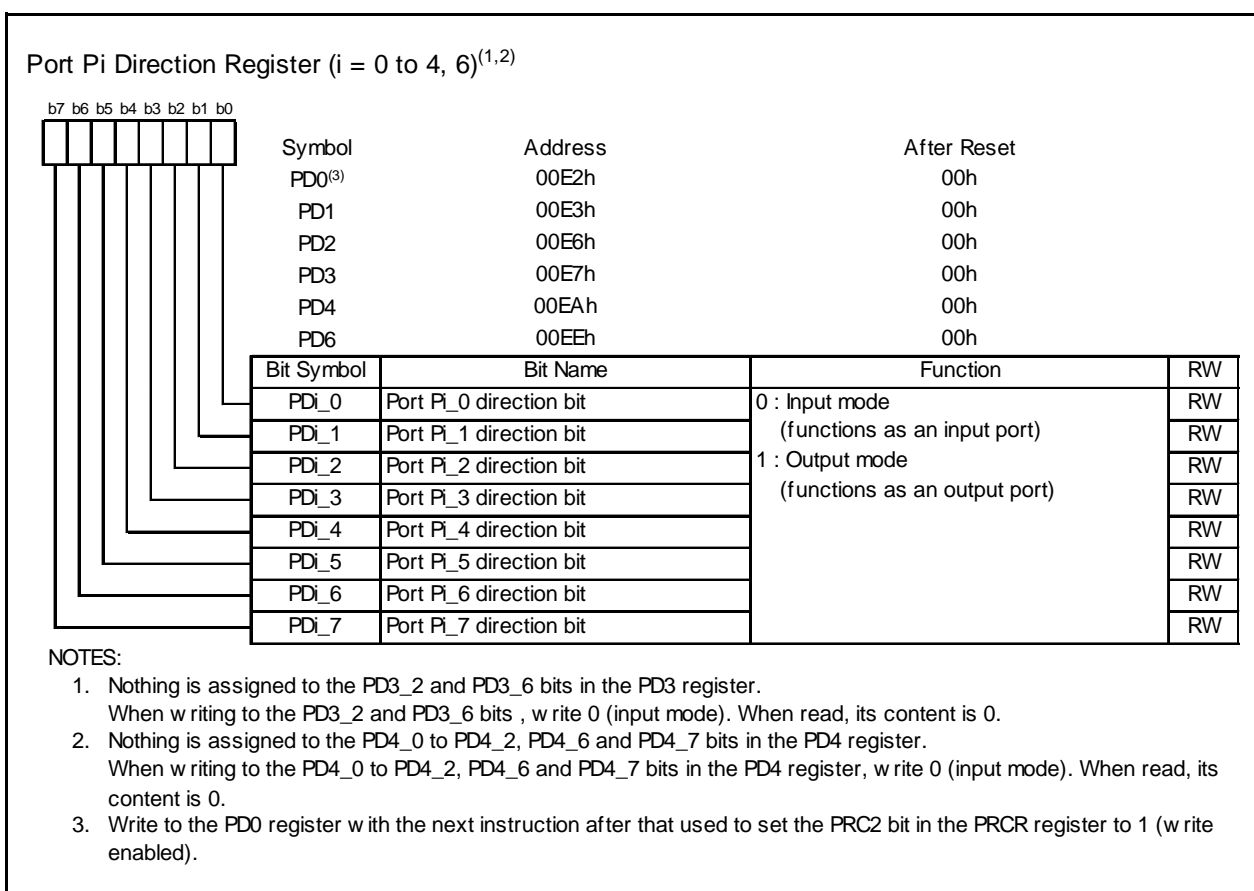 Port Pi Direction Register (i = 0 to 4, 6)(1,2)
b7 b6 b5 b4 b3 b2 b1 b0
Symbol Address After Reset
PD0(3) 00E2h 00h
PD1 00E3h 00h
PD2 00E6h 00h
PD3 00E7h 00h
PD4 00EAh 00h
PD6 00EEh 00h
Bit Symbol Bit Name Function RW
PDi_0 Port Pi_0 direction bit 0 : Input mode RW
PDi_1 Port Pi_1 direction bit (functions as an input port) RW
PDi_2 Port Pi_2 direction bit 1 : Output mode RW
PDi_3 Port Pi_3 direction bit (functions as an output port) RW
PDi_4 Port Pi_4 direction bit RW
PDi_5 Port Pi_5 direction bit RW
PDi_6 Port Pi_6 direction bit RW
PDi_7 Port Pi_7 direction bit RW
NOTES:
1. Nothing is assigned to the PD3_2 and PD3_6 bits in the PD3 register.
When writing to the PD3_2 and PD3_6 bits , write 0 (input mode). When read, its content is 0.
2. Nothing is assigned to the PD4_0 to PD4_2, PD4_6 and PD4_7 bits in the PD4 register.
When writing to the PD4_0 to PD4_2, PD4_6 and PD4_7 bits in the PD4 register, write 0 (input mode). When read, its
content is 0.
3. Write to the PD0 register with the next instruction after that used to set the PRC2 bit in the PRCR register to 1 (write
enabled).